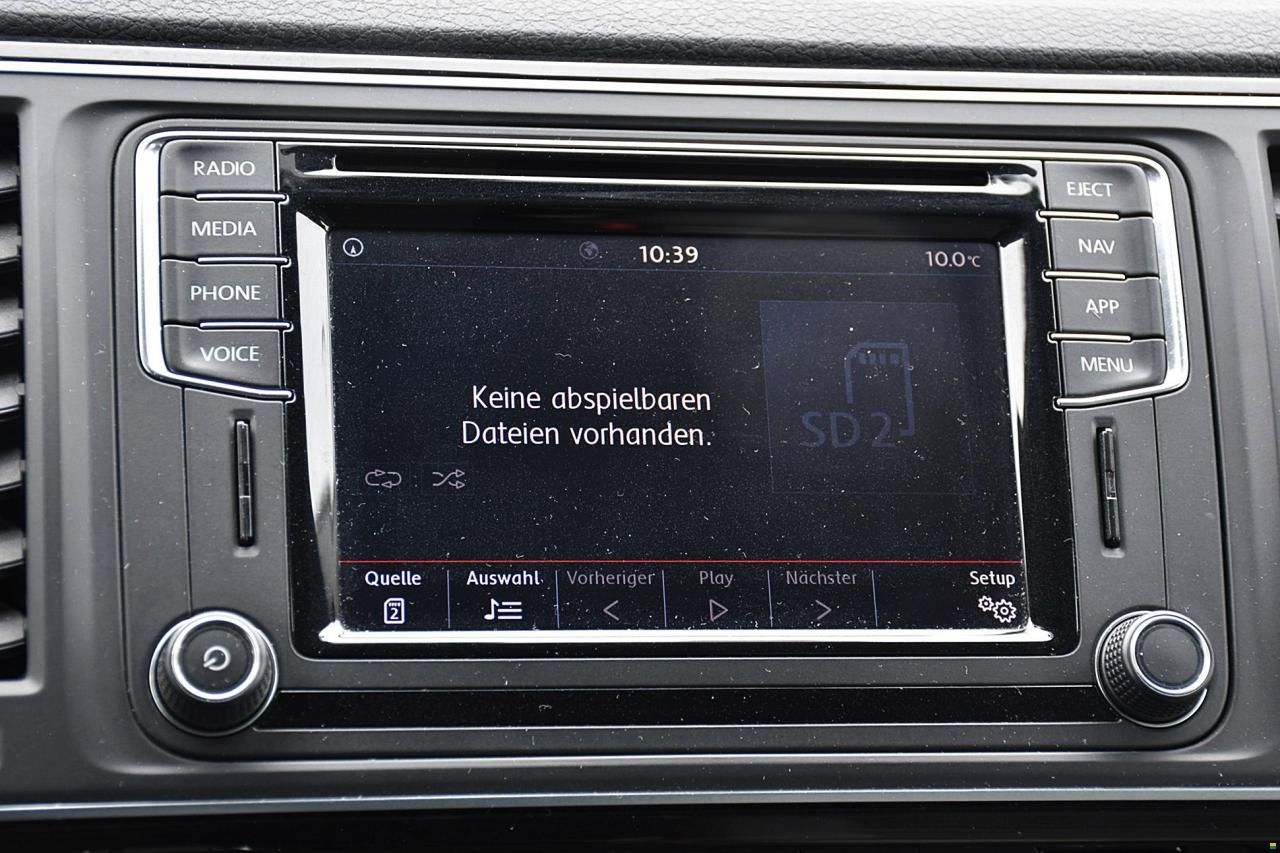 RADIO
MEDIA
PHONE
VOICE
EJECT
NAV
APP
MENU
10:39
10.0°C
Keine abspielbaren
Dateien vorhanden.
SD2
Quelle
Auswahl
Vorheriger
Play
Nächster
Setup
2